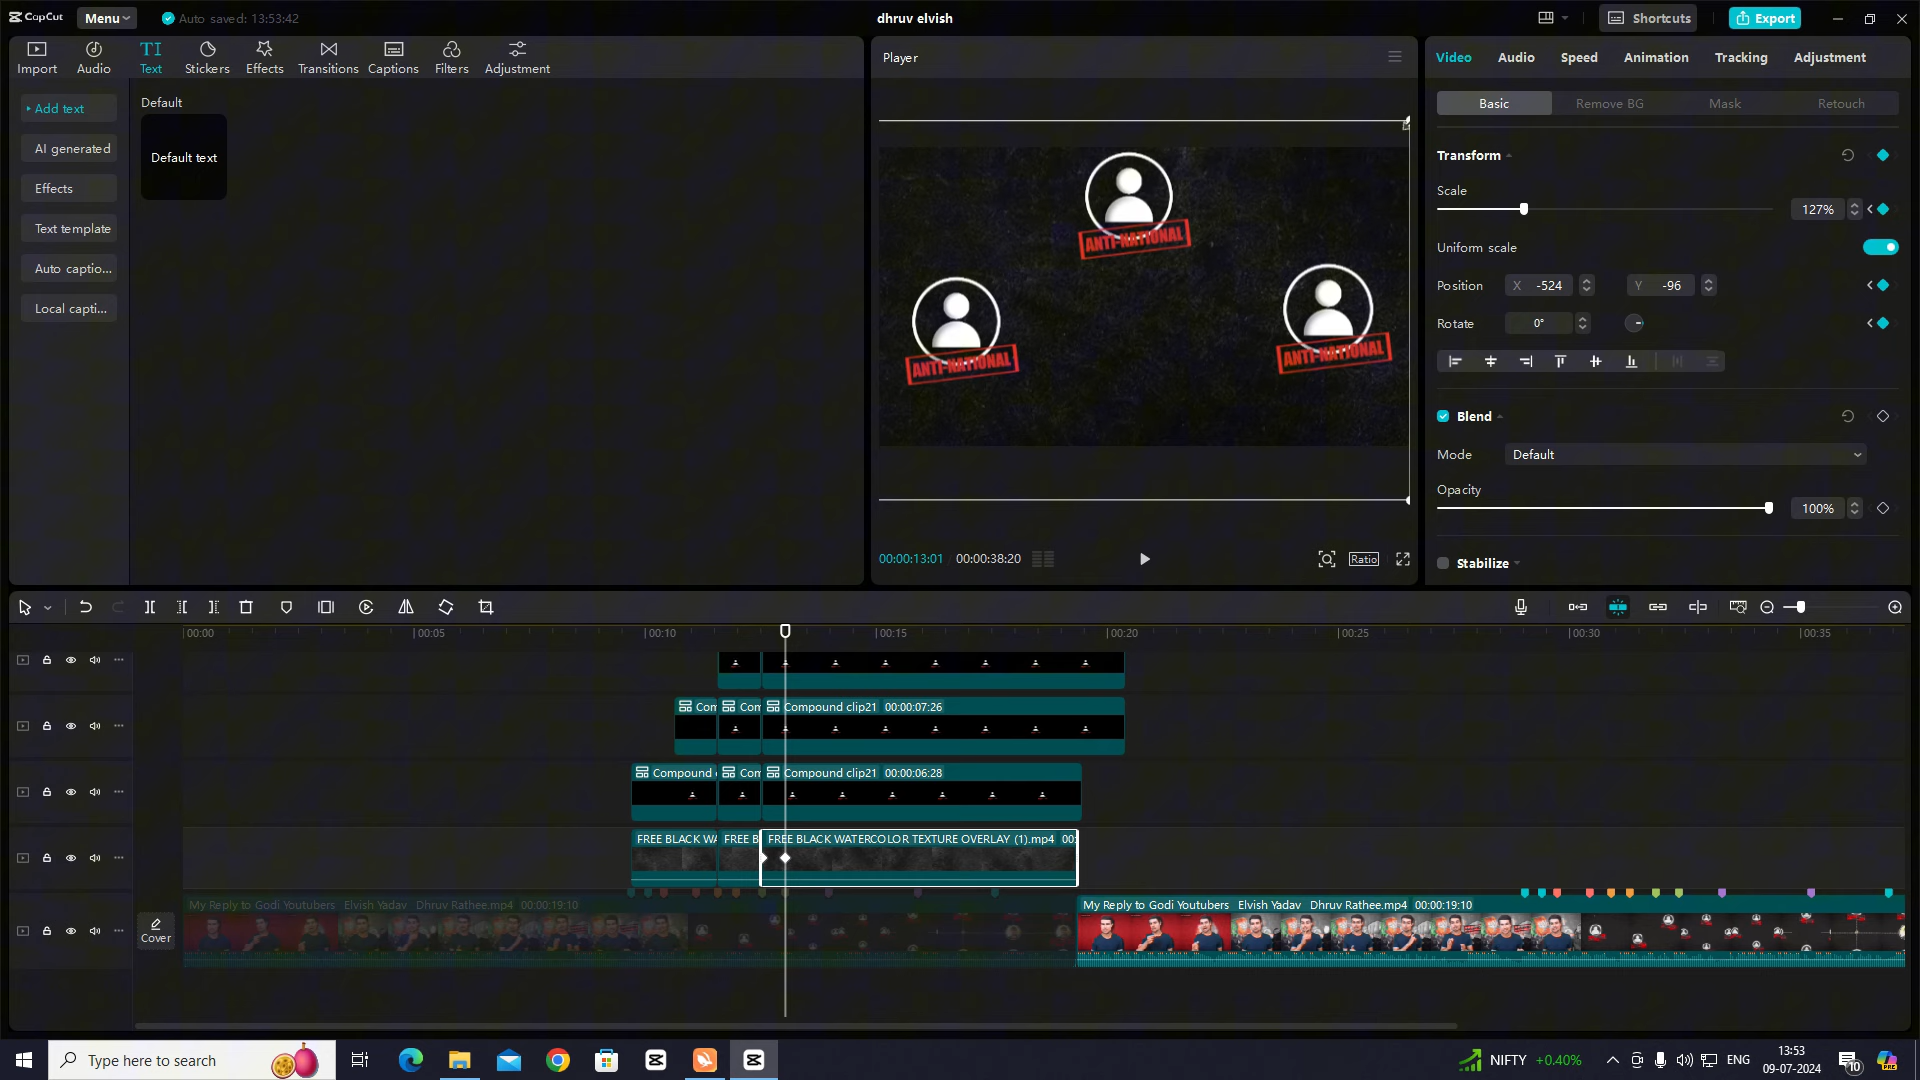 CapCut
Menu
Auto saved: 13:53:42
dhruv elvish
Shortcuts
Export
Import
Audio
Text
Stickers
Effects
Transitions
Captions
Filters
Adjustment
Player
Video
Audio
Speed
Animation
Tracking
Adjustment
Add text
AI generated
Effects
Text template
Auto captio...
Local capti...
Default
Default text
ANTI-NATIONAL
ANTI-NATIONAL
ANTI-NATIONAL
00:00:13:01
00:00:38:20
Ratio
Basic
Remove BG
Mask
Retouch
Transform
Scale
127%
Uniform scale
Position
X -524
Y -96
Rotate
0°
Blend
Mode
Default
Opacity
100%
Stabilize
00:00
00:05
00:10
00:15
00:20
00:25
00:30
00:35
Com
Com
Compound clip21 00:00:07:26
Compound
Com
Compound clip21 00:00:06:28
FREE BLACK WA
FREE B
FREE BLACK WATERCOLOR TEXTURE OVERLAY (1).mp4 00:
Cover
My Reply to Godi Youtubers Elvish Yadav Dhruv Rathee.mp4 00:00:19:10
My Reply to Godi Youtubers Elvish Yadav Dhruv Rathee.mp4 00:00:19:10
Type here to search
NIFTY +0.40%
ENG
13:53
09-07-2024
10
PRE